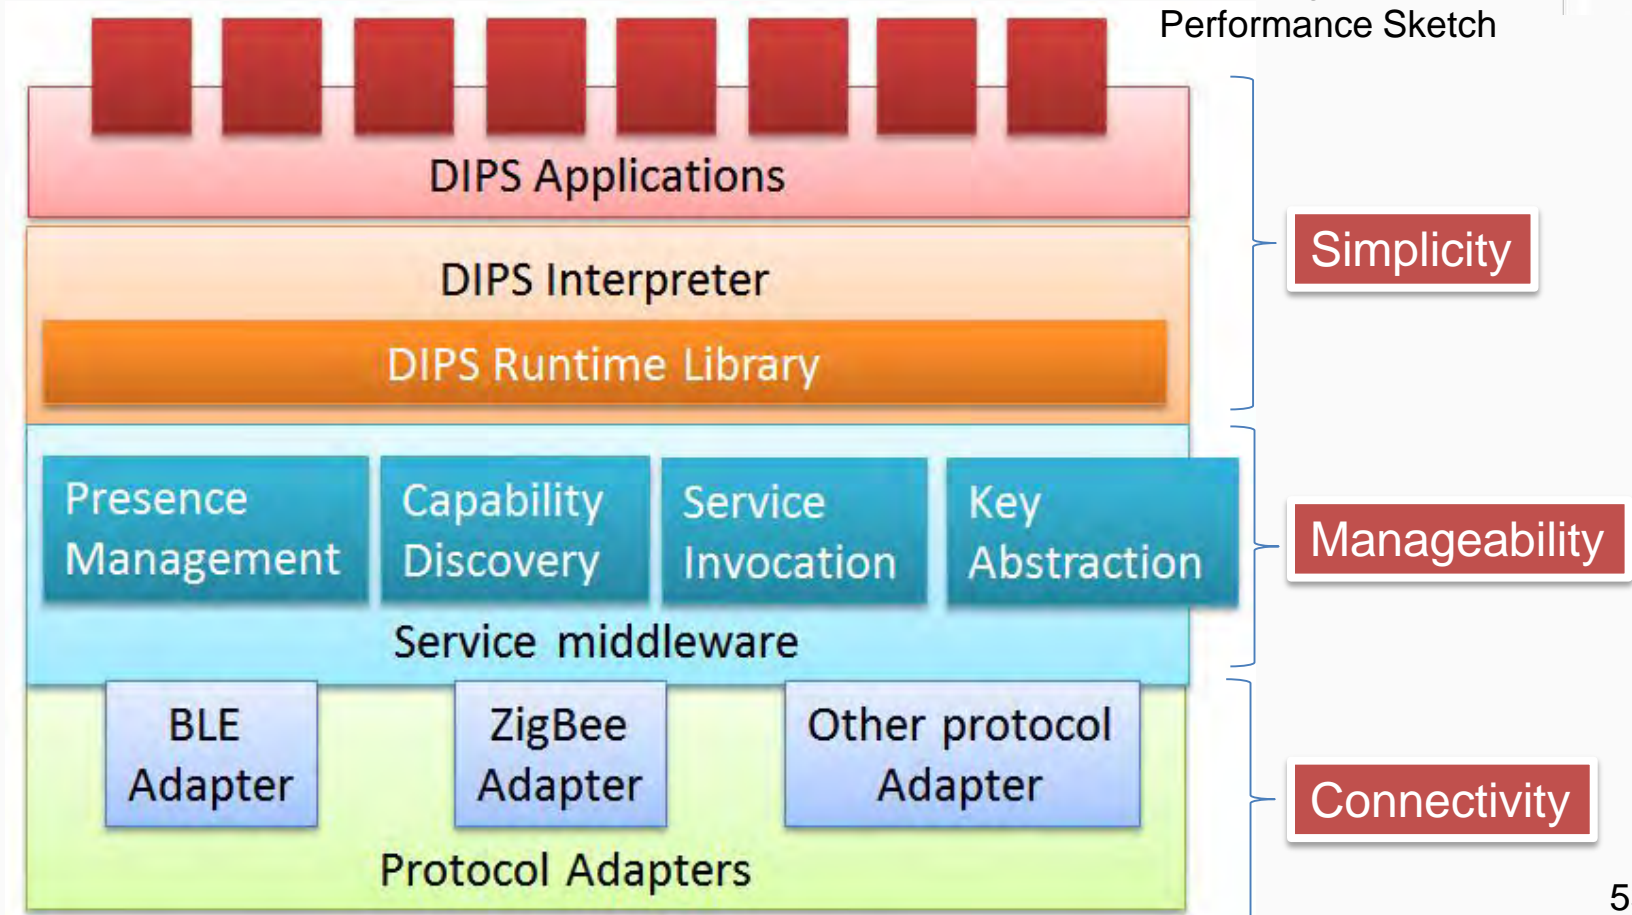 Performance Sketch
DIPS Applications
DIPS Interpreter
DIPS Runtime Library
Simplicity
Presence
Management
Capability
Discovery
Service
Invocation
Key
Abstraction
Service middleware
Manageability
BLE
Adapter
ZigBee
Adapter
Other protocol
Adapter
Protocol Adapters
Connectivity
5